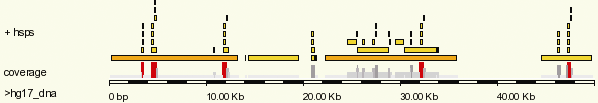 + hsps
coverage
>hg17_dna
0 bp 10.00 Kb 20.00 Kb 30.00 Kb 40.00 Kb